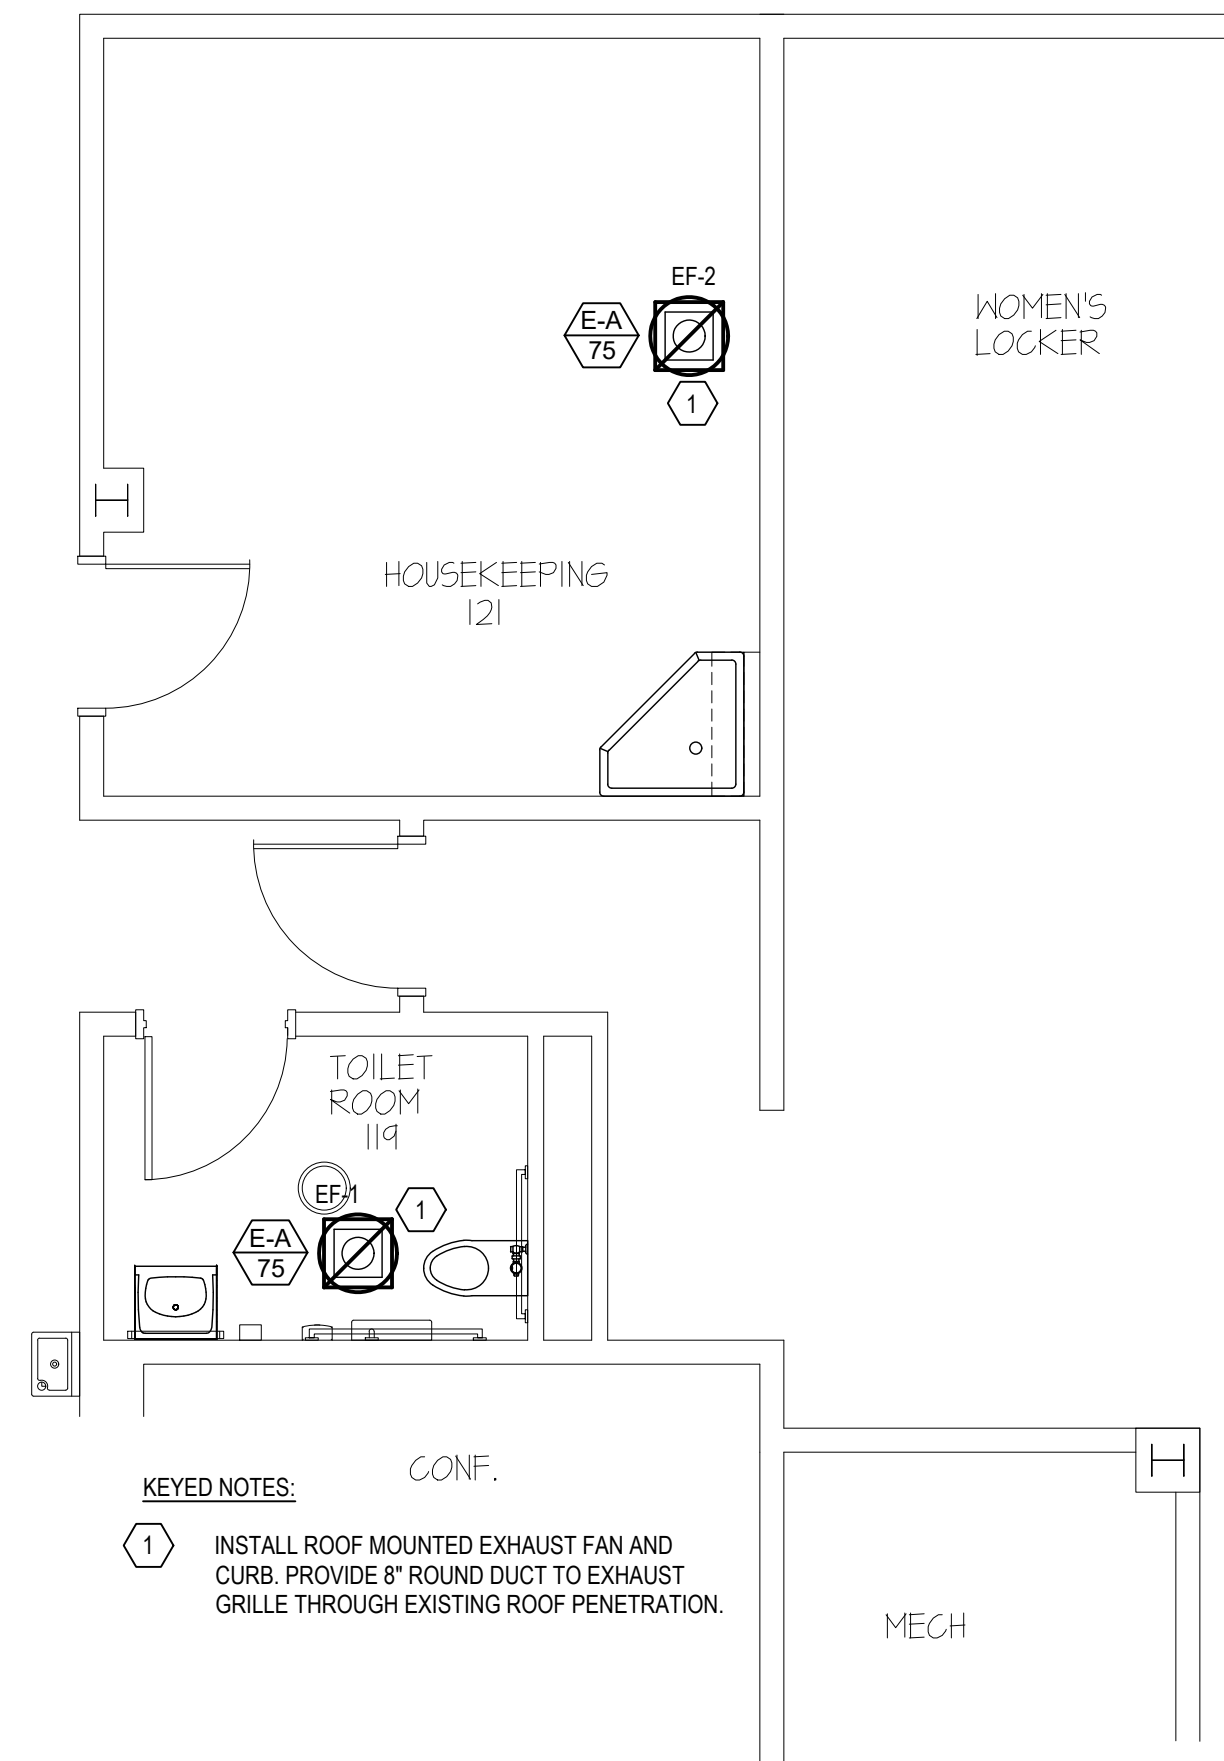 EF-2
E-A
75
1
WOMEN'S
LOCKER
HOUSEKEEPING
121
TOILET
ROOM
119
EF-1
1
E-A
75
CONF.
KEYED NOTES:
1 INSTALL ROOF MOUNTED EXHAUST FAN AND
CURB. PROVIDE 8" ROUND DUCT TO EXHAUST
GRILLE THROUGH EXISTING ROOF PENETRATION.
MECH